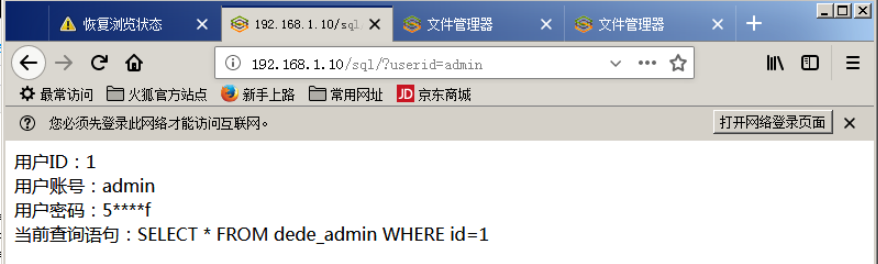 恢复浏览状态
192.168.1.10/sql/
文件管理器
文件管理器
192.168.1.10/sql/?userid=admin
最常访问 火狐官方站点 新手上路 常用网址 JD 京东商城
您必须先登录此网络才能访问互联网。 打开网络登录页面
用户ID：1
用户账号：admin
用户密码：5****f
当前查询语句：SELECT * FROM dede_admin WHERE id=1